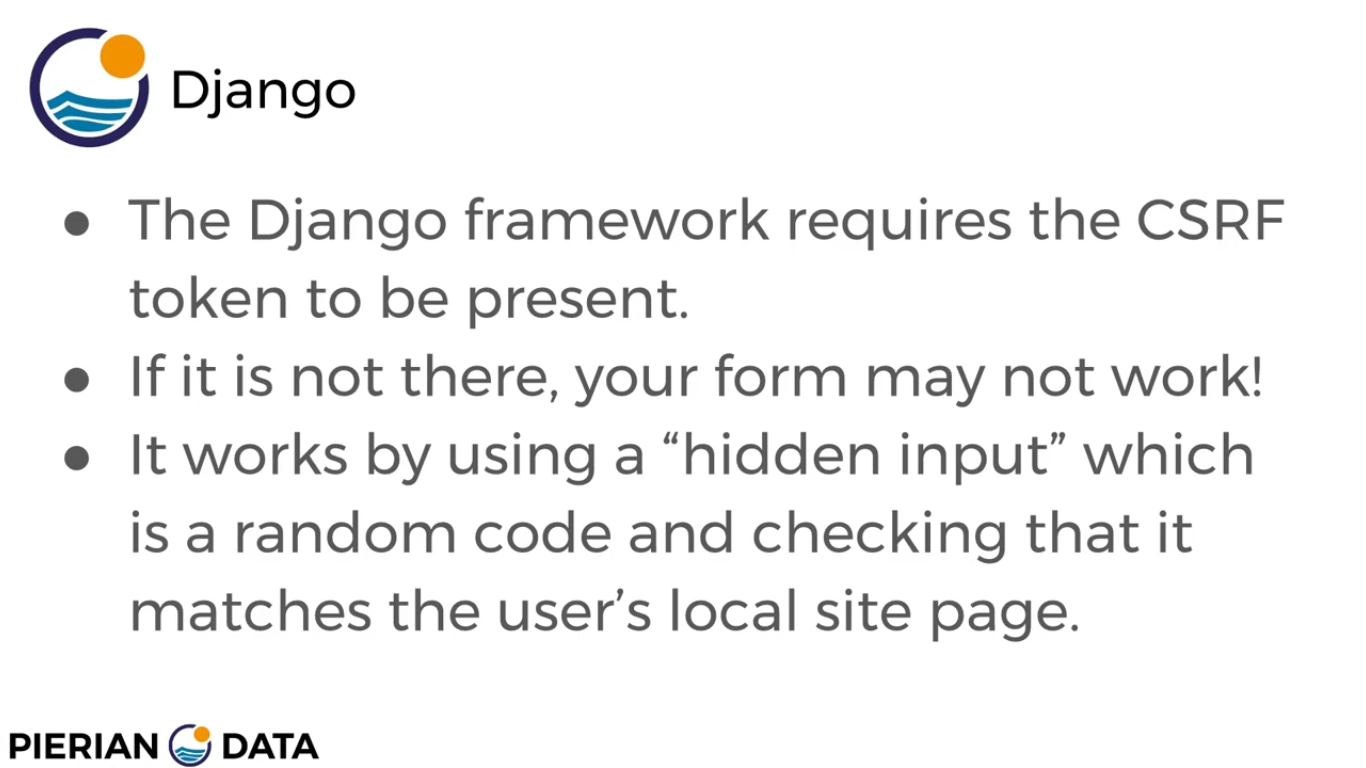 Django
● The Django framework requires the CSRF
token to be present.
● If it is not there, your form may not work!
● It works by using a “hidden input” which
is a random code and checking that it
matches the user’s local site page.
PIERIAN DATA